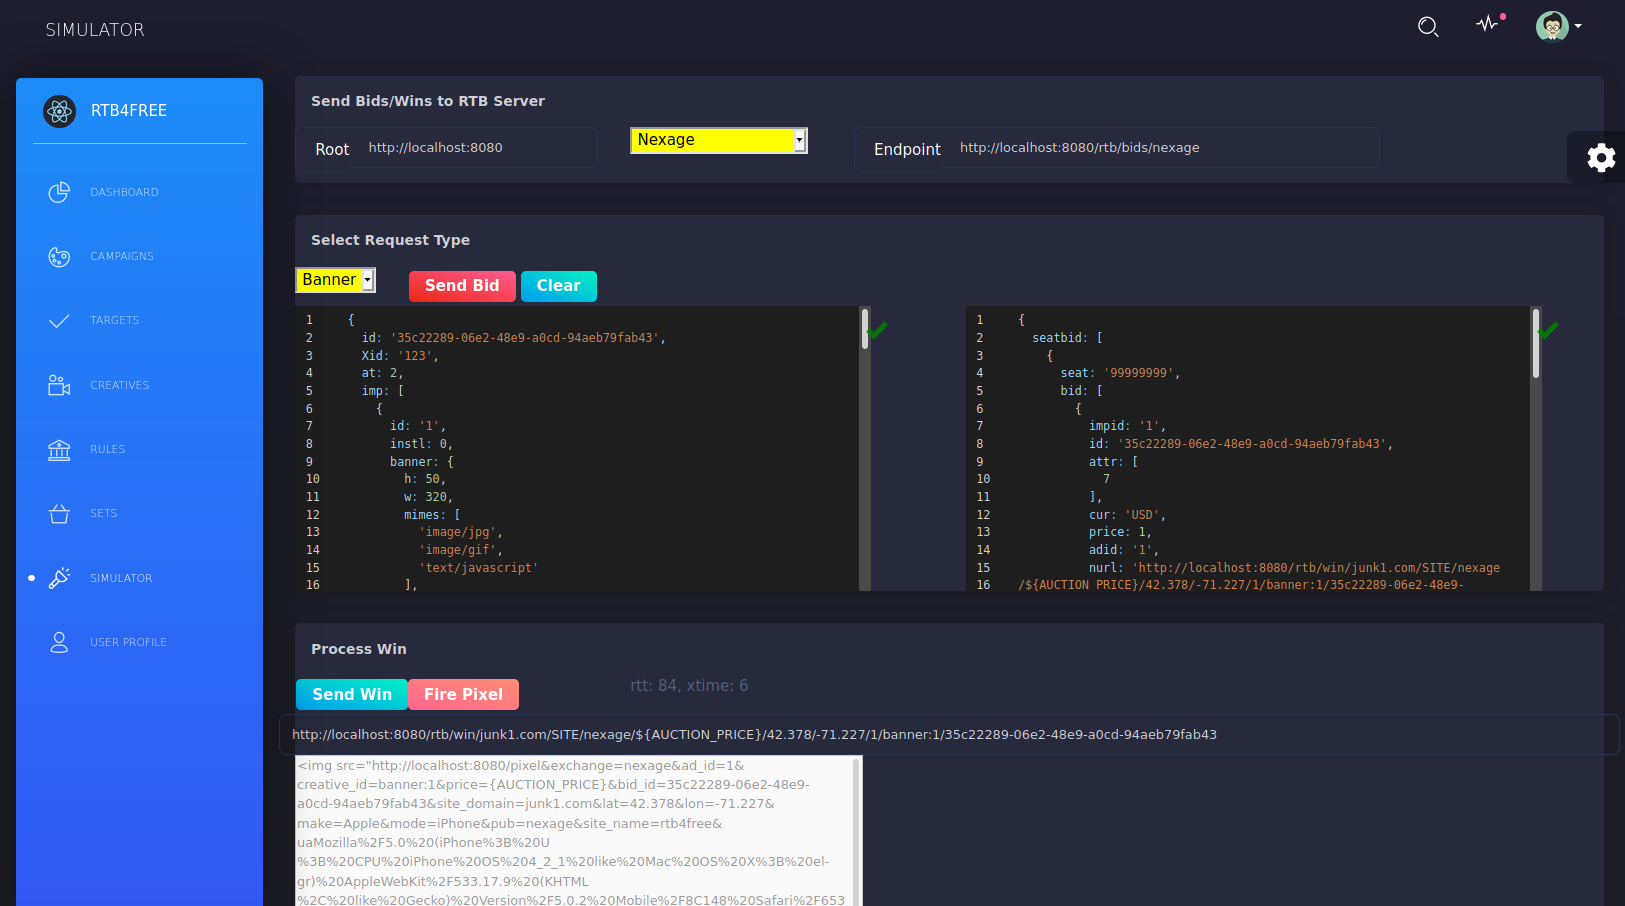 SIMULATOR
RTB4FREE
DASHBOARD
CAMPAIGNS
TARGETS
CREATIVES
RULES
SETS
SIMULATOR
USER PROFILE
Send Bids/Wins to RTB Server
Root http://localhost:8080 Nexage Endpoint http://localhost:8080/rtb/bids/nexage
Select Request Type
Banner Send Bid Clear
1 {
2 id: '35c22289-06e2-48e9-a0cd-94aeb79fab43',
3 Xid: '123',
4 at: 2,
5 imp: [
6 {
7 id: '1',
8 instl: 0,
9 banner: {
10 h: 50,
11 w: 320,
12 mimes: [
13 'image/jpg',
14 'image/gif',
15 'text/javascript'
16 ],
1 {
2 seatbid: [
3 {
4 seat: '99999999',
5 bid: [
6 {
7 impid: '1',
8 id: '35c22289-06e2-48e9-a0cd-94aeb79fab43',
9 attr: [
10 7
11 ],
12 cur: 'USD',
13 price: 1,
14 adid: '1',
15 nurl: 'http://localhost:8080/rtb/win/junk1.com/SITE/nexage
16 /${AUCTION_PRICE}/42.378/-71.227/1/banner:1/35c22289-06e2-48e9-
Process Win
Send Win Fire Pixel rtt: 84, xtime: 6
http://localhost:8080/rtb/win/junk1.com/SITE/nexage/${AUCTION_PRICE}/42.378/-71.227/1/banner:1/35c22289-06e2-48e9-a0cd-94aeb79fab43
<img src="http://localhost:8080/pixel&exchange=nexage&ad_id=1&
creative_id=banner:1&price={AUCTION_PRICE}&bid_id=35c22289-06e2-48e9-
a0cd-94aeb79fab43&site_domain=junk1.com&lat=42.378&lon=-71.227&
make=Apple&mode=iPhone&pub=nexage&site_name=rtb4free&
uaMozilla%2F5.0%20(iPhone%3B%20U
%3B%20CPU%20iPhone%20OS%204_2_1%20like%20Mac%20OS%20X%3B%20el-
gr)%20AppleWebKit%2F533.17.9%20(KHTML
%2C%20like%20Gecko)%20Version%2F5.0.2%20Mobile%2F8C148%20Safari%2F653